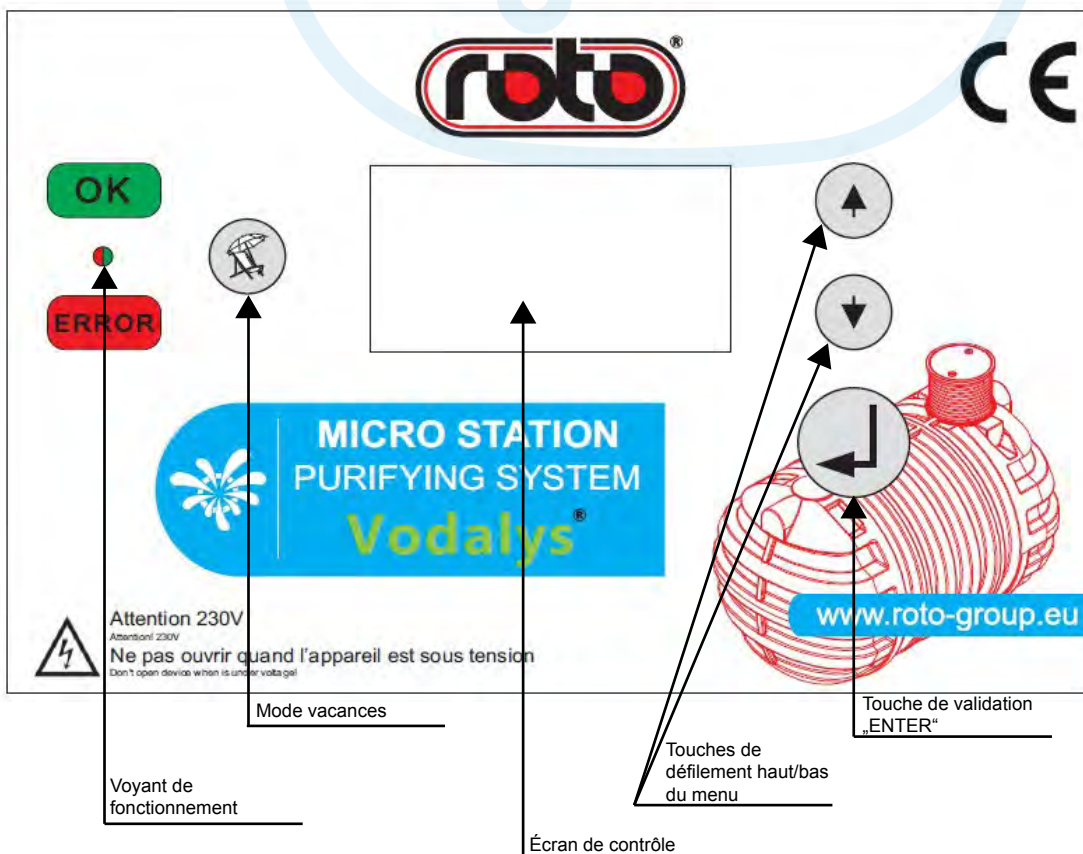 roto®
CE
OK
ERROR
MICRO STATION
PURIFYING SYSTEM
Vodalys®
www.roto-group.eu
Attention 230V
Attention! 230V
Ne pas ouvrir quand l'appareil est sous tension
Don't open device when is under voltage!
Mode vacances
Touche de validation
„ENTER“
Touches de
défilement haut/bas
du menu
Voyant de
fonctionnement
Écran de contrôle